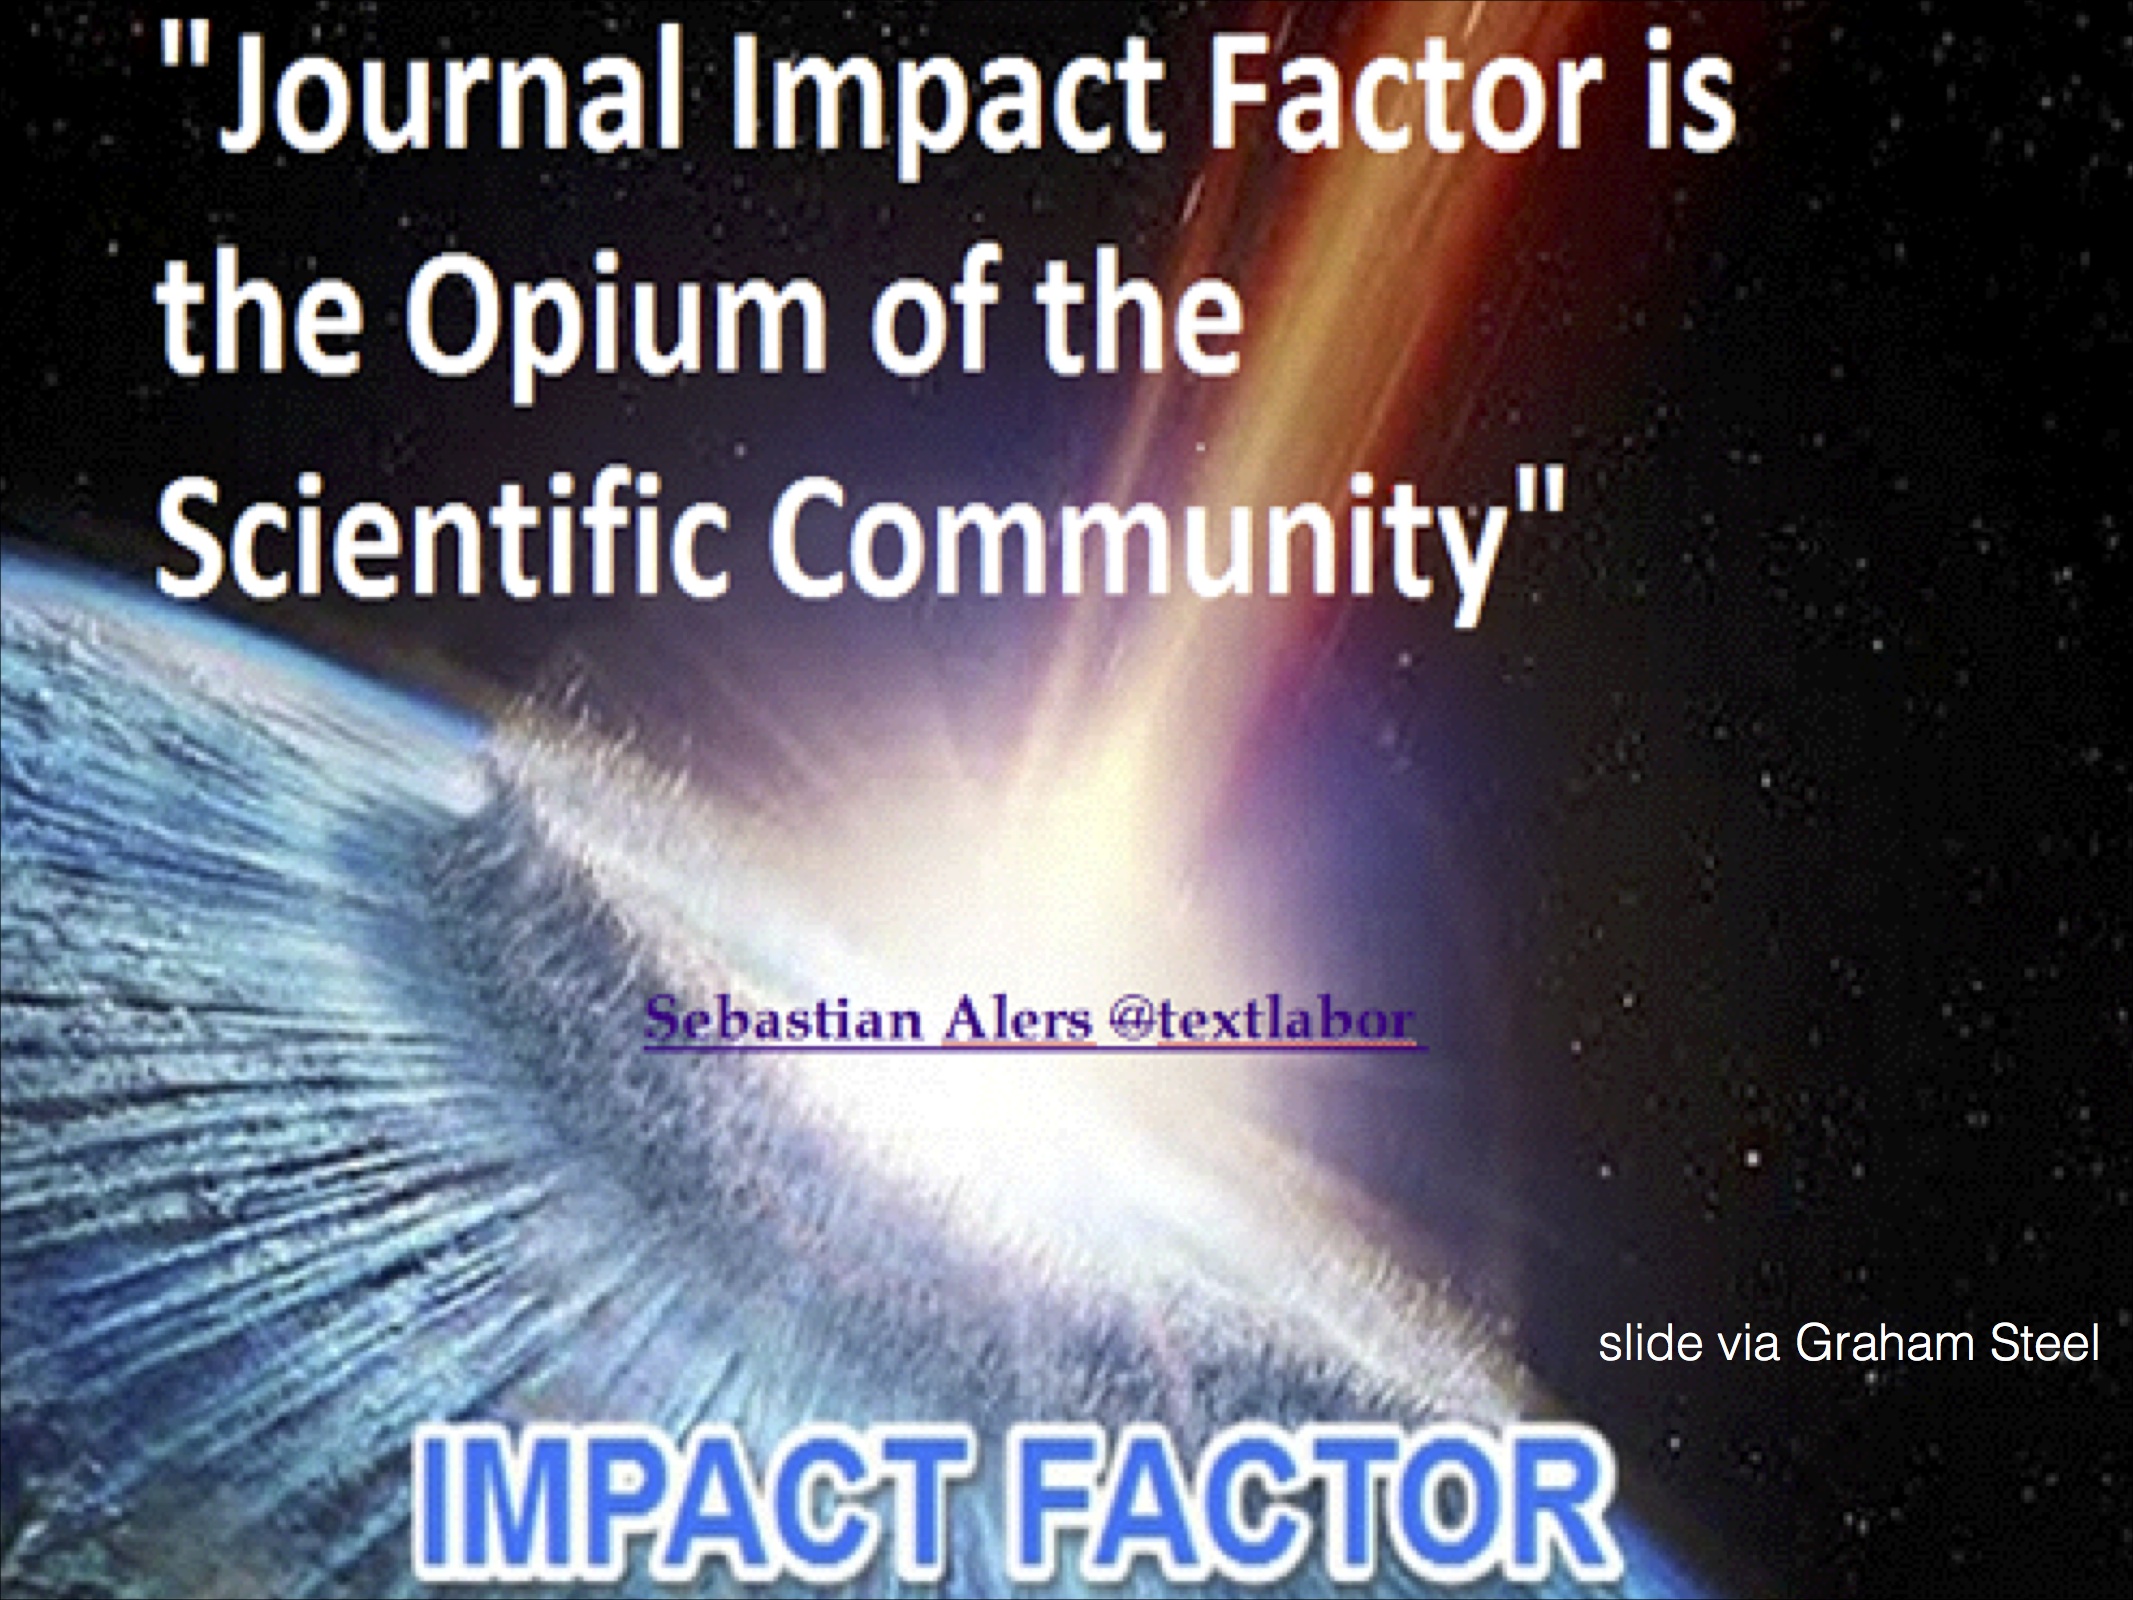 "Journal Impact Factor is
the Opium of the
Scientific Community"
Sebastian Alers @textlabor
slide via Graham Steel
IMPACT FACTOR